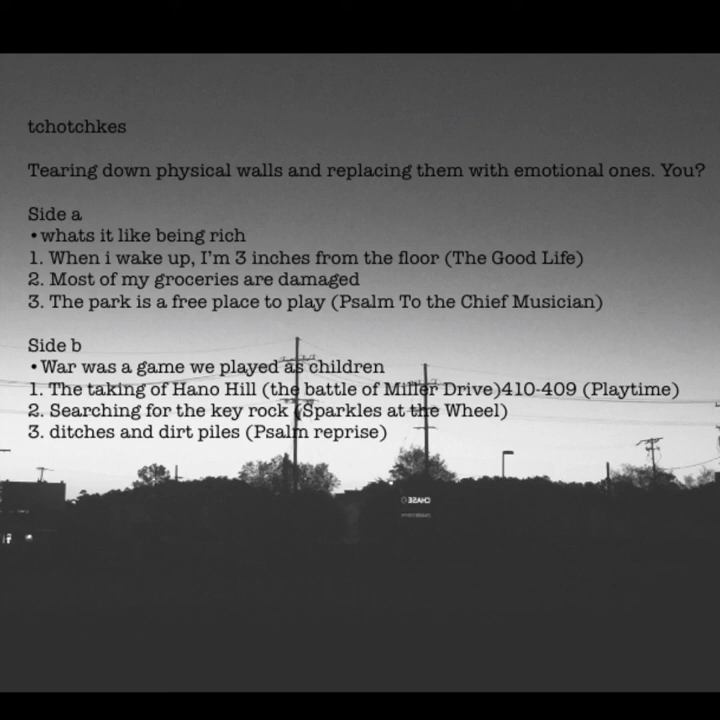 tchotchkes
Tearing down physical walls and replacing them with emotional ones. You?
Side a
•whats it like being rich
1. When i wake up, I'm 3 inches from the floor (The Good Life)
2. Most of my groceries are damaged
3. The park is a free place to play (Psalm To the Chief Musician)
Side b
•War was a game we played as children
1. The taking of Hano Hill (the battle of Miller Drive)410-409 (Playtime)
2. Searching for the key rock (Sparkles at the Wheel)
3. ditches and dirt piles (Psalm reprise)
CHASE